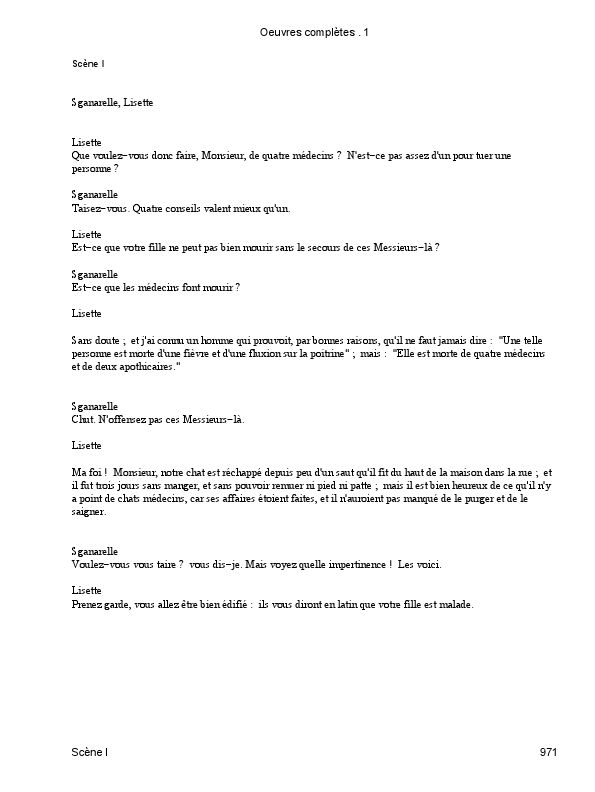 Oeuvres complètes . 1
Scène I
Sganarelle, Lisette
Lisette
Que voulez−vous donc faire, Monsieur, de quatre médecins ? N'est−ce pas assez d'un pour tuer une
personne ?
Sganarelle
Taisez−vous. Quatre conseils valent mieux qu'un.
Lisette
Est−ce que votre fille ne peut pas bien mourir sans le secours de ces Messieurs−là ?
Sganarelle
Est−ce que les médecins font mourir ?
Lisette
Sans doute ; et j'ai connu un homme qui prouvoit, par bonnes raisons, qu'il ne faut jamais dire : "Une telle
personne est morte d'une fièvre et d'une fluxion sur la poitrine" ; mais : "Elle est morte de quatre médecins
et de deux apothicaires."
Sganarelle
Chut. N'offensez pas ces Messieurs−là.
Lisette
Ma foi ! Monsieur, notre chat est réchappé depuis peu d'un saut qu'il fit du haut de la maison dans la rue ; et
il fut trois jours sans manger, et sans pouvoir remuer ni pied ni patte ; mais il est bien heureux de ce qu'il n'y
a point de chats médecins, car ses affaires étoient faites, et il n'auroient pas manqué de le purger et de le
saigner.
Sganarelle
Voulez−vous vous taire ? vous dis−je. Mais voyez quelle impertinence ! Les voici.
Lisette
Prenez garde, vous allez être bien édifié : ils vous diront en latin que votre fille est malade.
Scène I
971